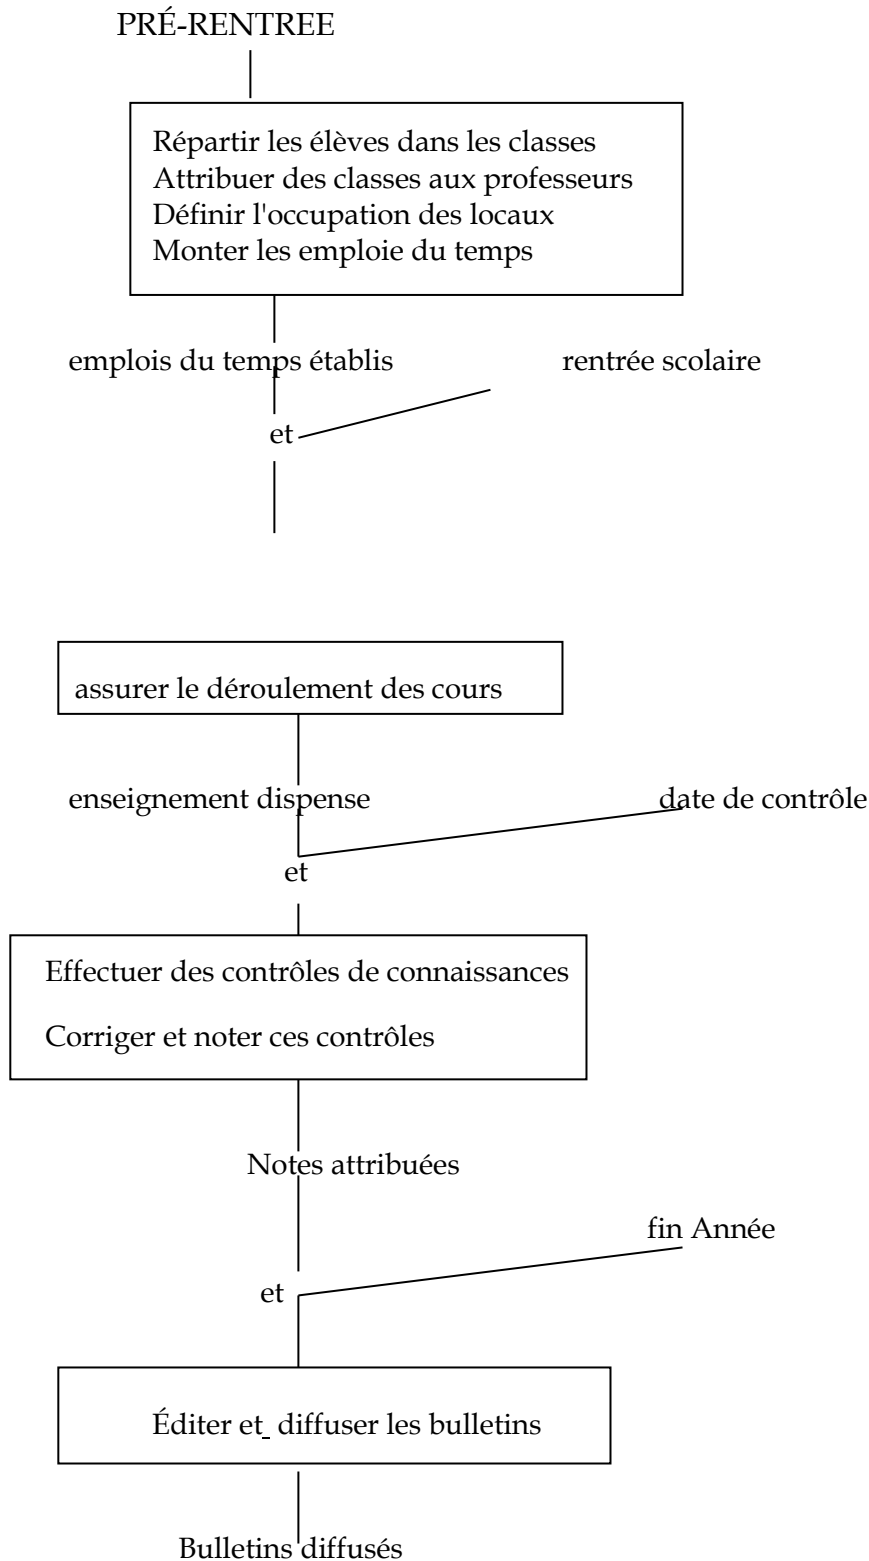 PRÉ-RENTREE
Répartir les élèves dans les classes
Attribuer des classes aux professeurs
Définir l'occupation des locaux
Monter les emploie du temps
emplois du temps établis
rentrée scolaire
et
assurer le déroulement des cours
enseignement dispense
date de contrôle
et
Effectuer des contrôles de connaissances
Corriger et noter ces contrôles
Notes attribuées
fin Année
et
Éditer et_ diffuser les bulletins
Bulletins diffusés